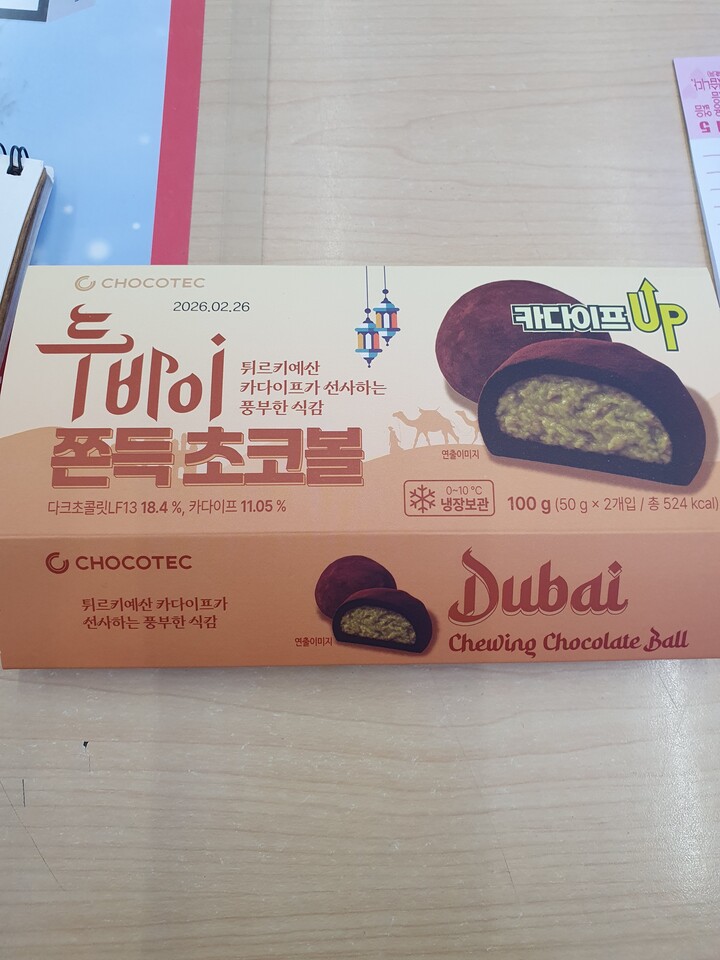 CHOCOTEC
2026.02.26
두바이
튀르키예산
카다이프가 선사하는
풍부한 식감
쫀득 초코볼
다크초콜릿LF13 18.4 %, 카다이프 11.05 %
카다이프UP
연출이미지
0~10 ℃
냉장보관
100 g (50 g × 2개입 / 총 524 kcal)
CHOCOTEC
튀르키예산 카다이프가
선사하는 풍부한 식감
연출이미지
Dubai
Chewing Chocolate Ball